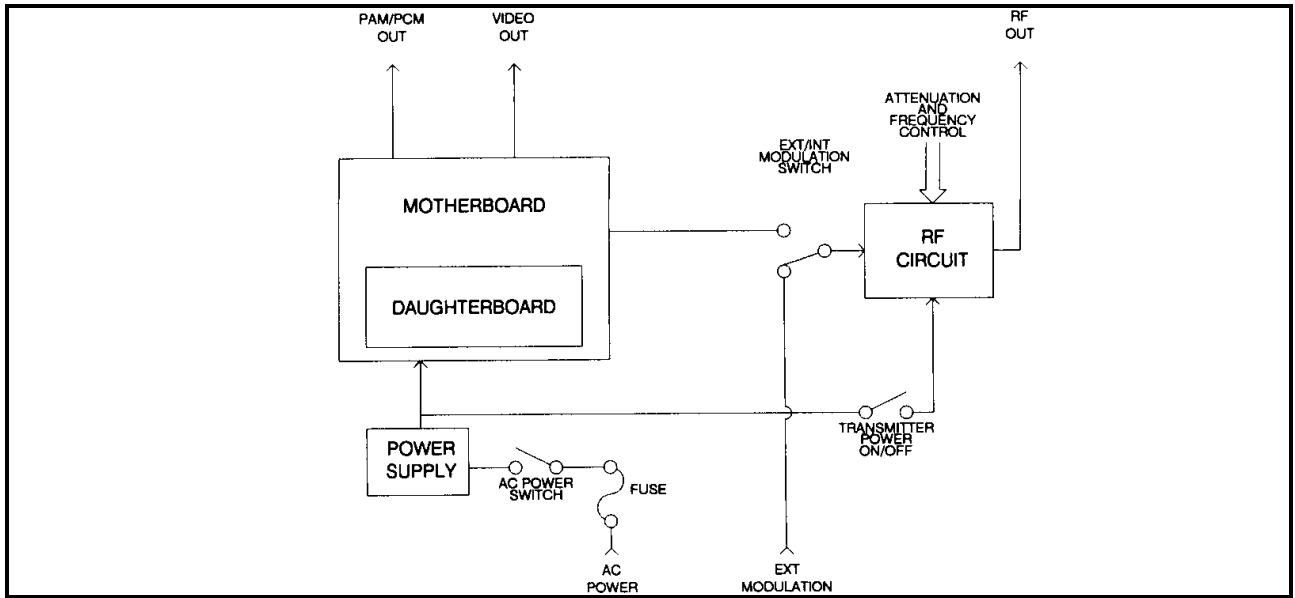 PAM/PCM
OUT
VIDEO
OUT
RF
OUT
ATTENUATION
AND
FREQUENCY
CONTROL
EXT/INT
MODULATION
SWITCH
MOTHERBOARD
RF
CIRCUIT
DAUGHTERBOARD
TRANSMITTER
POWER
ON/OFF
POWER
SUPPLY
AC POWER
SWITCH
FUSE
AC
POWER
EXT
MODULATION